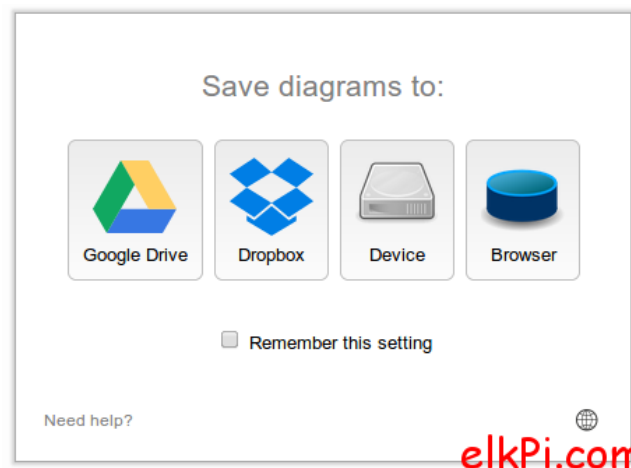 Save diagrams to:
Google Drive
Dropbox
Device
Browser
Remember this setting
Need help?
elkPi.com